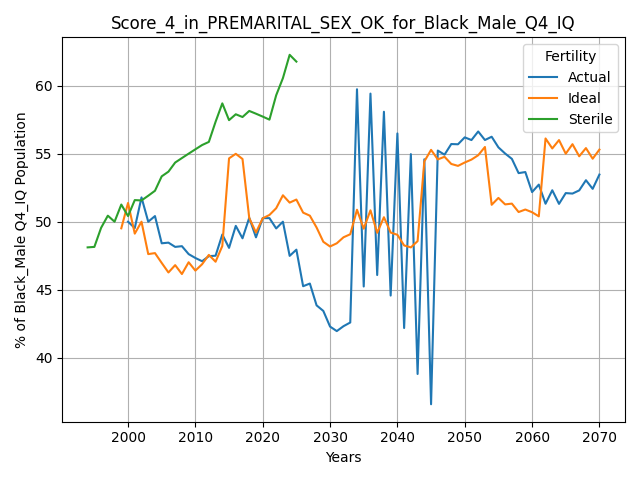 Score_4_in_PREMARITAL_SEX_OK_for_Black_Male_Q4_IQ
% of Black_Male Q4_IQ Population
60
55
50
45
40
Fertility
Actual
Ideal
Sterile
2000 2010 2020 2030 2040 2050 2060 2070
Years